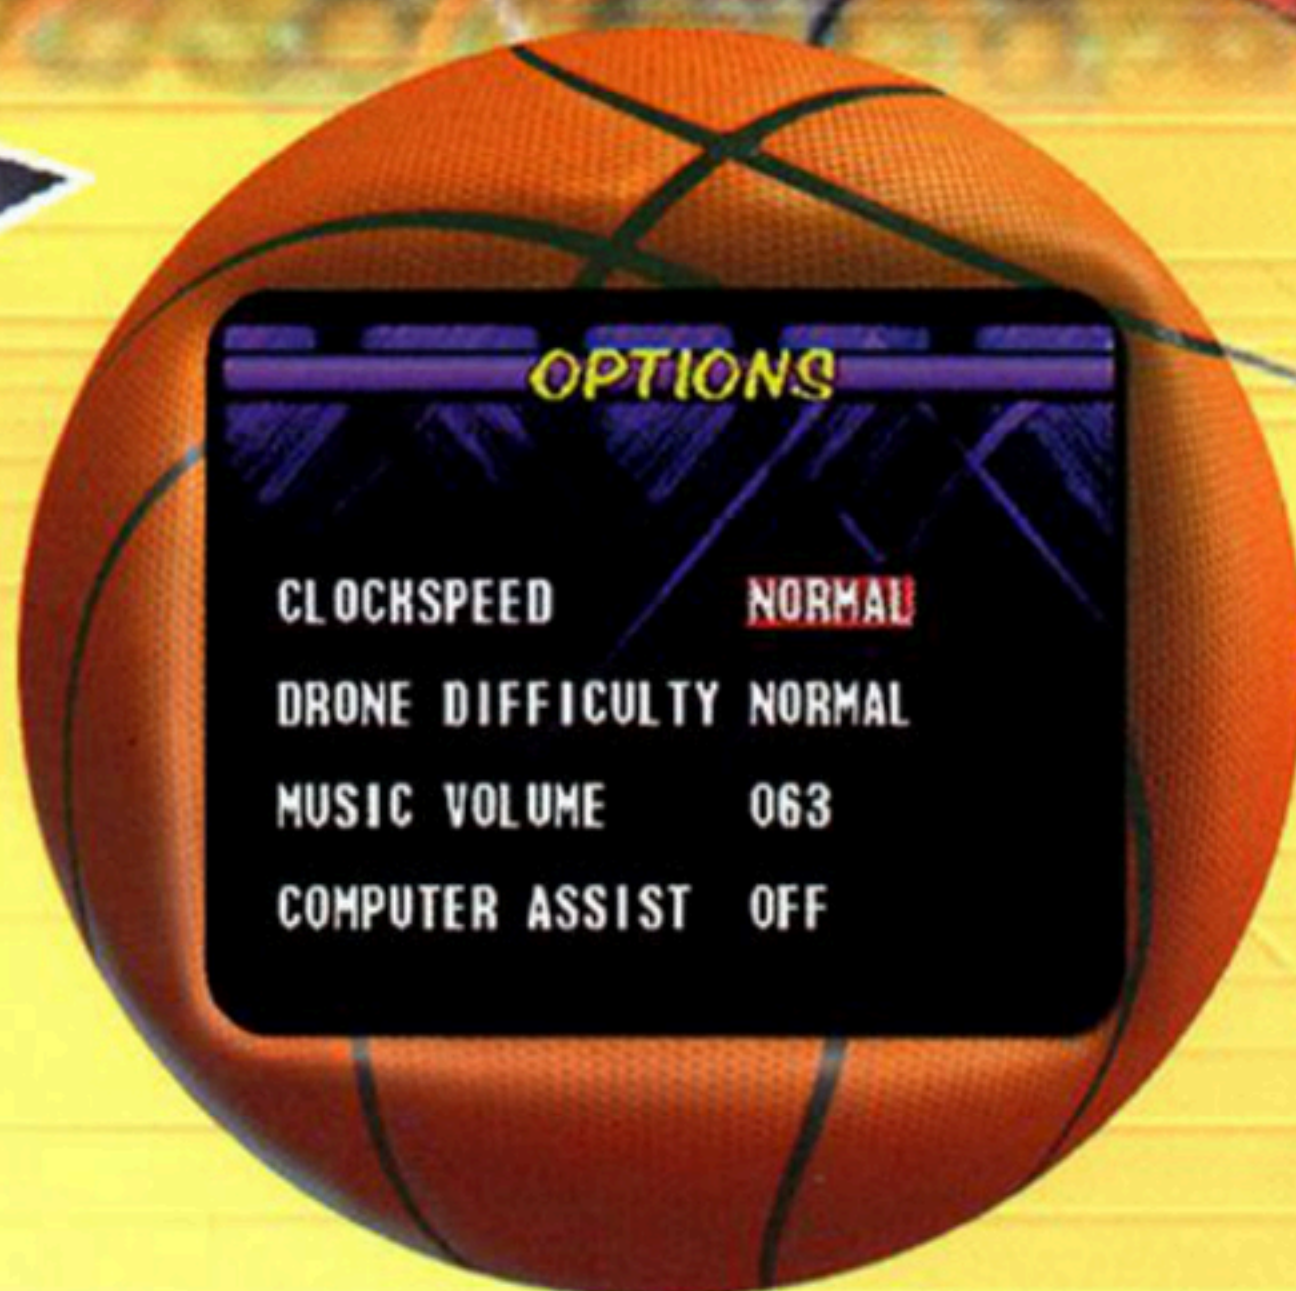 OPTIONS
CLOCKSPEED NORMAL
DRONE DIFFICULTY NORMAL
MUSIC VOLUME 063
COMPUTER ASSIST OFF